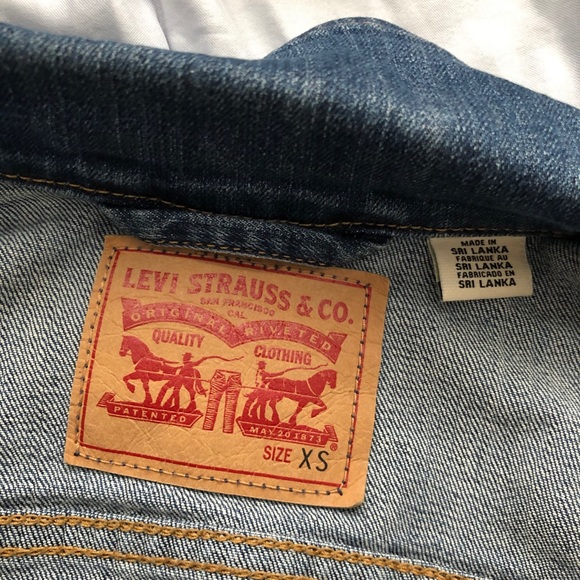 LEVI STRAUSS & CO.
SAN FRANCISCO
CAL.
ORIGINAL RIVETED
QUALITY CLOTHING
PATENTED MAY 20 1873
®
SIZE XS
MADE IN
SRI LANKA
FABRIQUE AU
SRI LANKA
FABRICADO EN
SRI LANKA